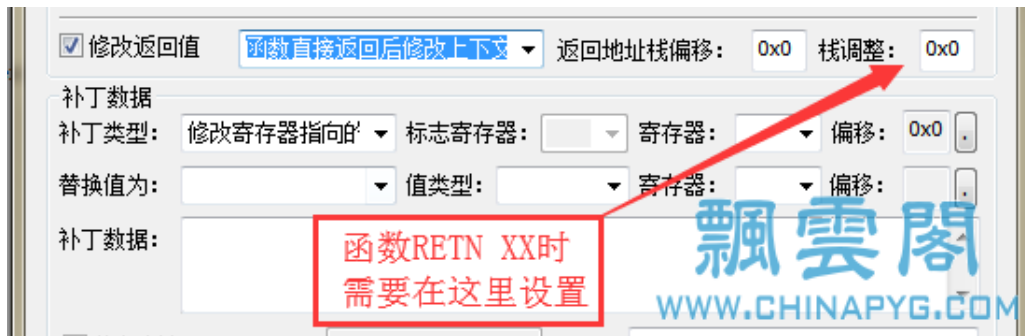 修改返回值 函数直接返回后修改上下文 返回地址栈偏移: 0x0 栈调整: 0x0
补丁数据
补丁类型: 修改寄存器指向的 标志寄存器: 寄存器: 偏移: 0x0 .
替换值为: 值类型: 寄存器: 偏移: .
补丁数据:
函数RETN XX时
需要在这里设置
飄雲閣
WWW.CHINAPYG.COM